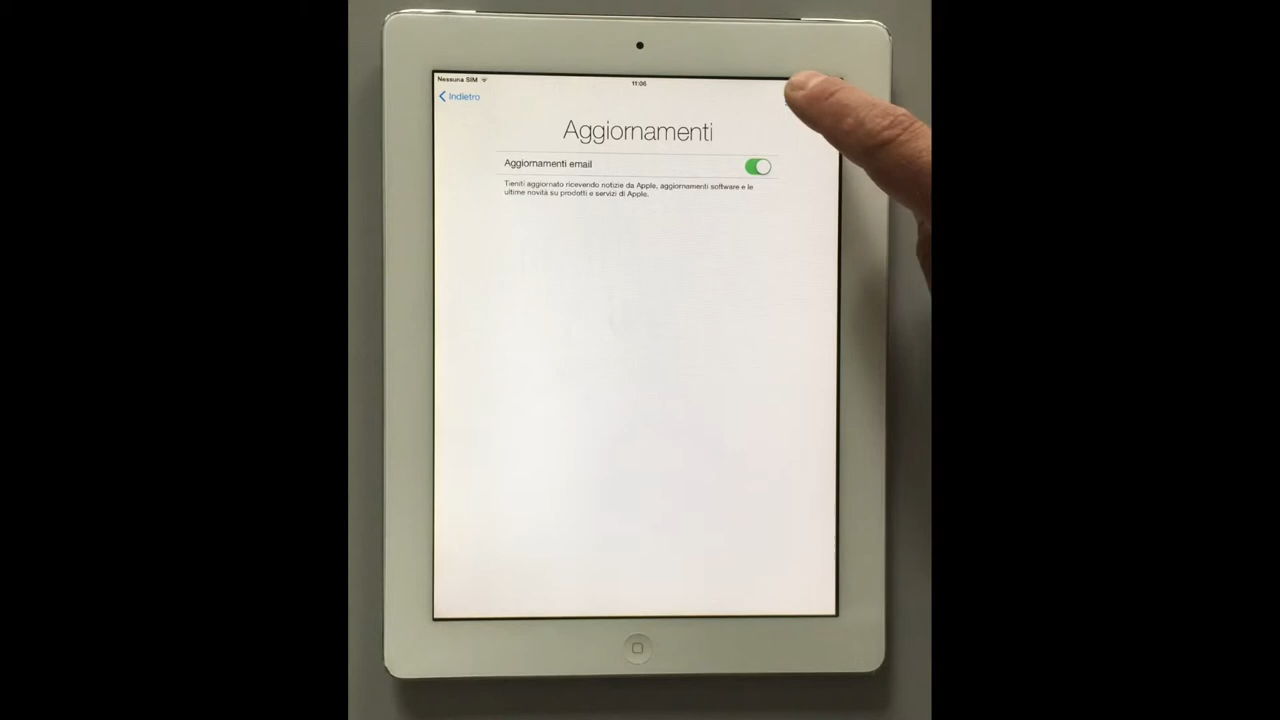 Nessuna SIM
11:06
Indietro
Aggiornamenti
Aggiornamenti email
Tieniti aggiornato ricevendo notizie da Apple, aggiornamenti software e le
ultime novità su prodotti e servizi di Apple.